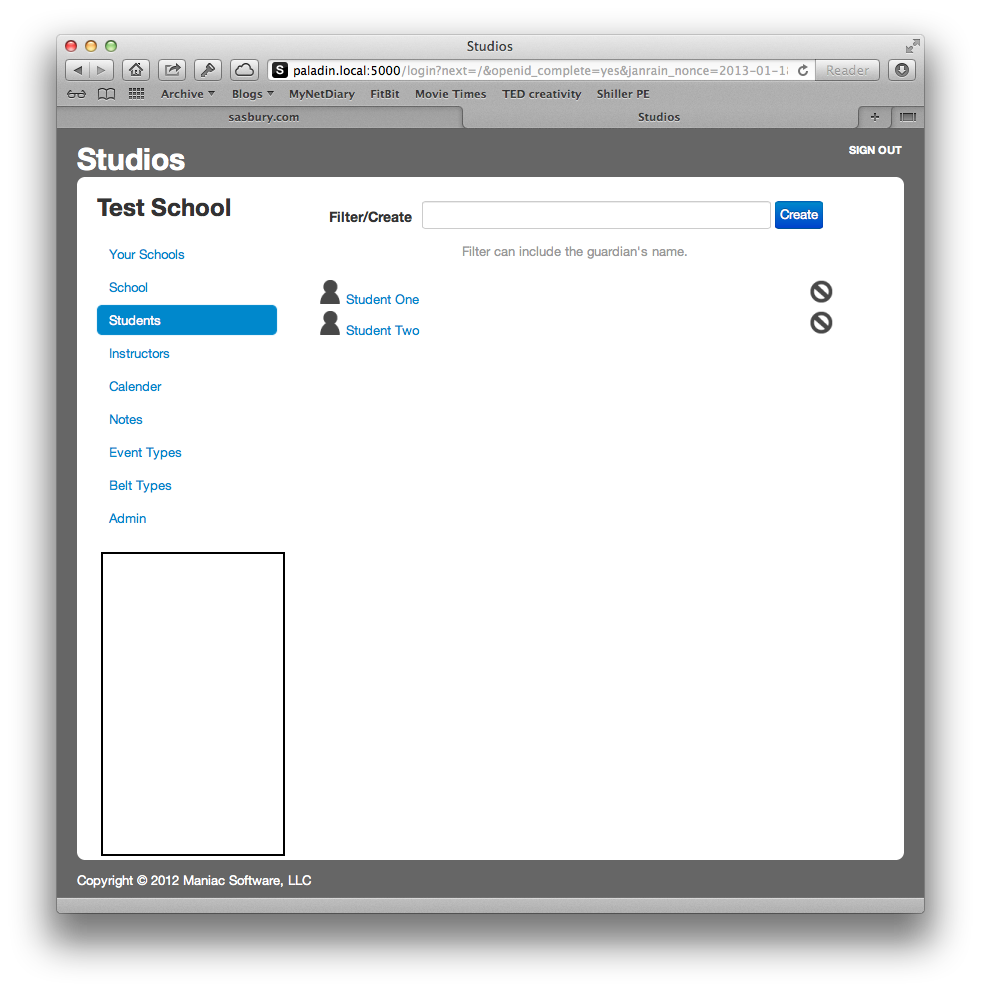 Studios
S paladin.local:5000/login?next=/&openid_complete=yes&janrain_nonce=2013-01-18 Reader
Archive Blogs MyNetDiary FitBit Movie Times TED creativity Shiller PE
sasbury.com Studios +
Studios SIGN OUT
Test School
Filter/Create Create
Filter can include the guardian's name.
Your Schools
School
Students
Instructors
Calender
Notes
Event Types
Belt Types
Admin
Student One
Student Two
Copyright © 2012 Maniac Software, LLC